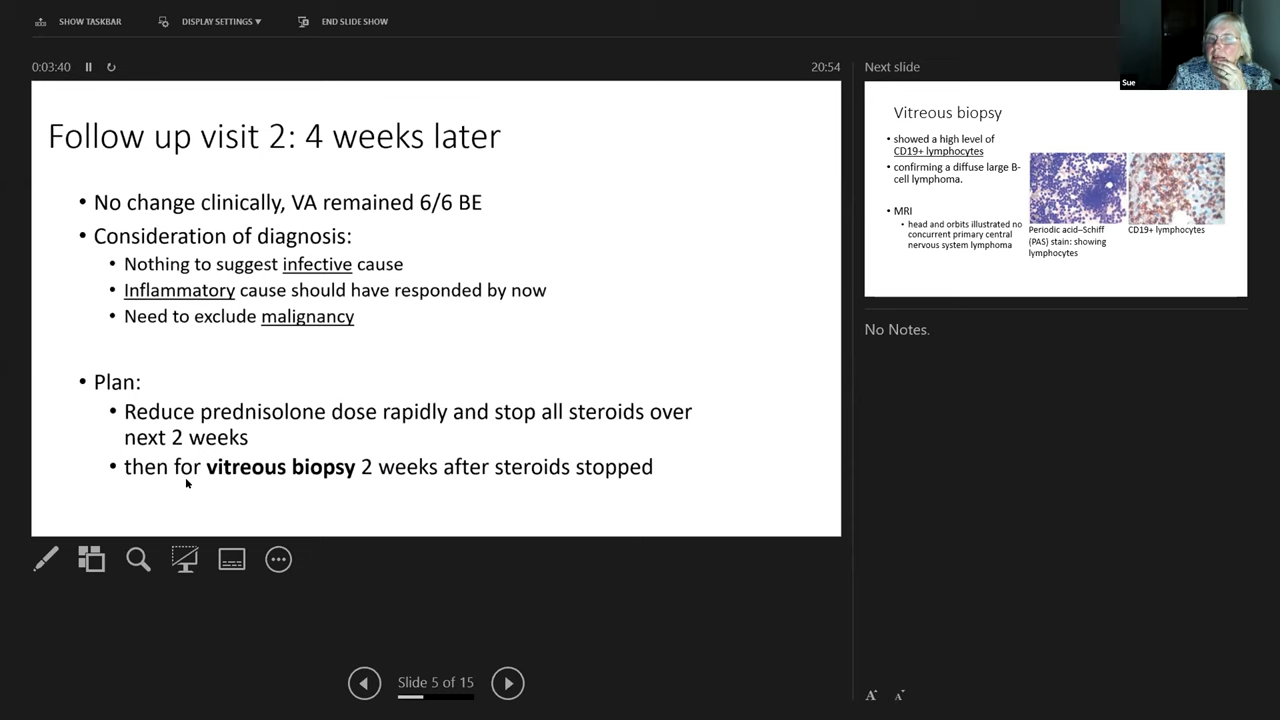 SHOW TASKBAR
DISPLAY SETTINGS ▼
END SLIDE SHOW
Sue
0:03:40
20:54
Follow up visit 2: 4 weeks later
• No change clinically, VA remained 6/6 BE
• Consideration of diagnosis:
• Nothing to suggest infective cause
• Inflammatory cause should have responded by now
• Need to exclude malignancy
• Plan:
• Reduce prednisolone dose rapidly and stop all steroids over
next 2 weeks
• then for vitreous biopsy 2 weeks after steroids stopped
Slide 5 of 15
Next slide
Vitreous biopsy
• showed a high level of
CD19+ lymphocytes
• confirming a diffuse large B-
cell lymphoma.
• MRI
• head and orbits illustrated no
concurrent primary central
nervous system lymphoma
Periodic acid–Schiff
(PAS) stain: showing
lymphocytes
CD19+ lymphocytes
No Notes.
A A